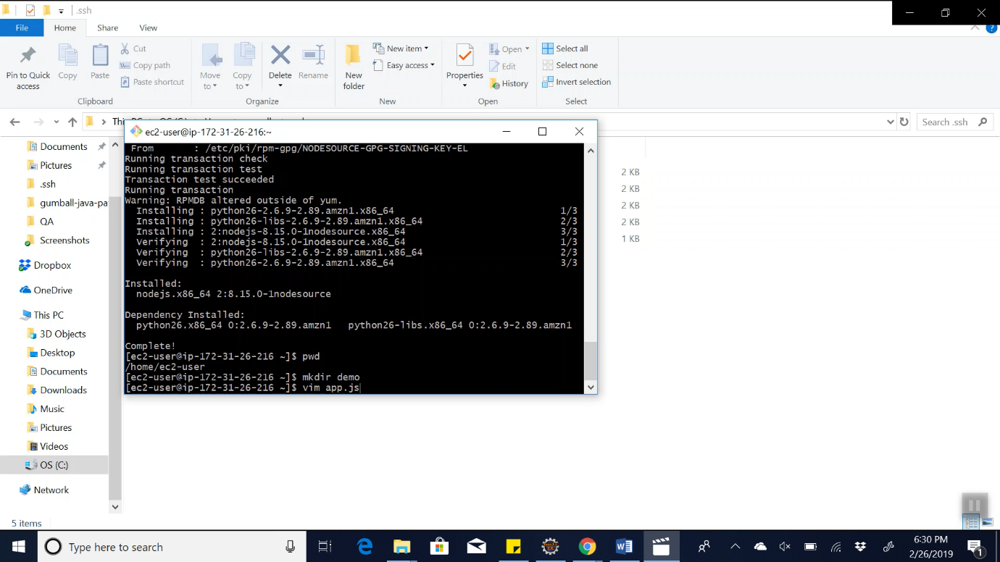 .ssh
File Home Share View
Pin to Quick access
Copy
Paste
Cut
Copy path
Paste shortcut
Clipboard
Move to
Copy to
Delete
Rename
Organize
New folder
New item
Easy access
New
Properties
Open
Edit
History
Open
Select all
Select none
Invert selection
Select
Search .ssh
Documents
Pictures
.ssh
gumball-java-pa
QA
Screenshots
Dropbox
OneDrive
This PC
3D Objects
Desktop
Documents
Downloads
Music
Pictures
Videos
OS (C:)
Network
ec2-user@ip-172-31-26-216:~
From : /etc/pki/rpm-gpg/NODESOURCE-GPG-SIGNING-KEY-EL
Running transaction check
Running transaction test
Transaction test succeeded
Running transaction
Warning: RPMDB altered outside of yum.
Installing : python26-2.6.9-2.89.amzn1.x86_64 1/3
Installing : python26-libs-2.6.9-2.89.amzn1.x86_64 2/3
Installing : 2:nodejs-8.15.0-1nodesource.x86_64 3/3
Verifying : 2:nodejs-8.15.0-1nodesource.x86_64 1/3
Verifying : python26-libs-2.6.9-2.89.amzn1.x86_64 2/3
Verifying : python26-2.6.9-2.89.amzn1.x86_64 3/3
Installed:
nodejs.x86_64 2:8.15.0-1nodesource
Dependency Installed:
python26.x86_64 0:2.6.9-2.89.amzn1 python26-libs.x86_64 0:2.6.9-2.89.amzn1
Complete!
[ec2-user@ip-172-31-26-216 ~]$ pwd
/home/ec2-user
[ec2-user@ip-172-31-26-216 ~]$ mkdir demo
[ec2-user@ip-172-31-26-216 ~]$ vim app.js
2 KB
2 KB
2 KB
2 KB
1 KB
5 items
Type here to search
6:30 PM
2/26/2019
1